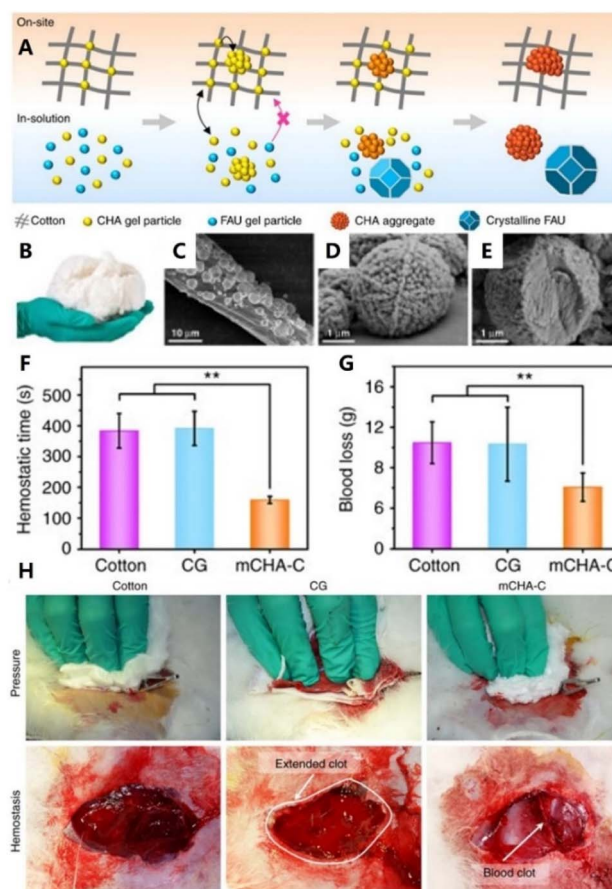 On-site
A
In-solution
Cotton
CHA gel particle
FAU gel particle
CHA aggregate
Crystalline FAU
B
C
D
E
10 μm
1 μm
1 μm
F
G
Hemostatic time (s)
500
400
300
200
100
0
**
Cotton
CG
mCHA-C
Blood loss (g)
16
12
8
4
0
**
Cotton
CG
mCHA-C
H
Cotton
CG
mCHA-C
Pressure
Hemostasis
Extended clot
Blood clot